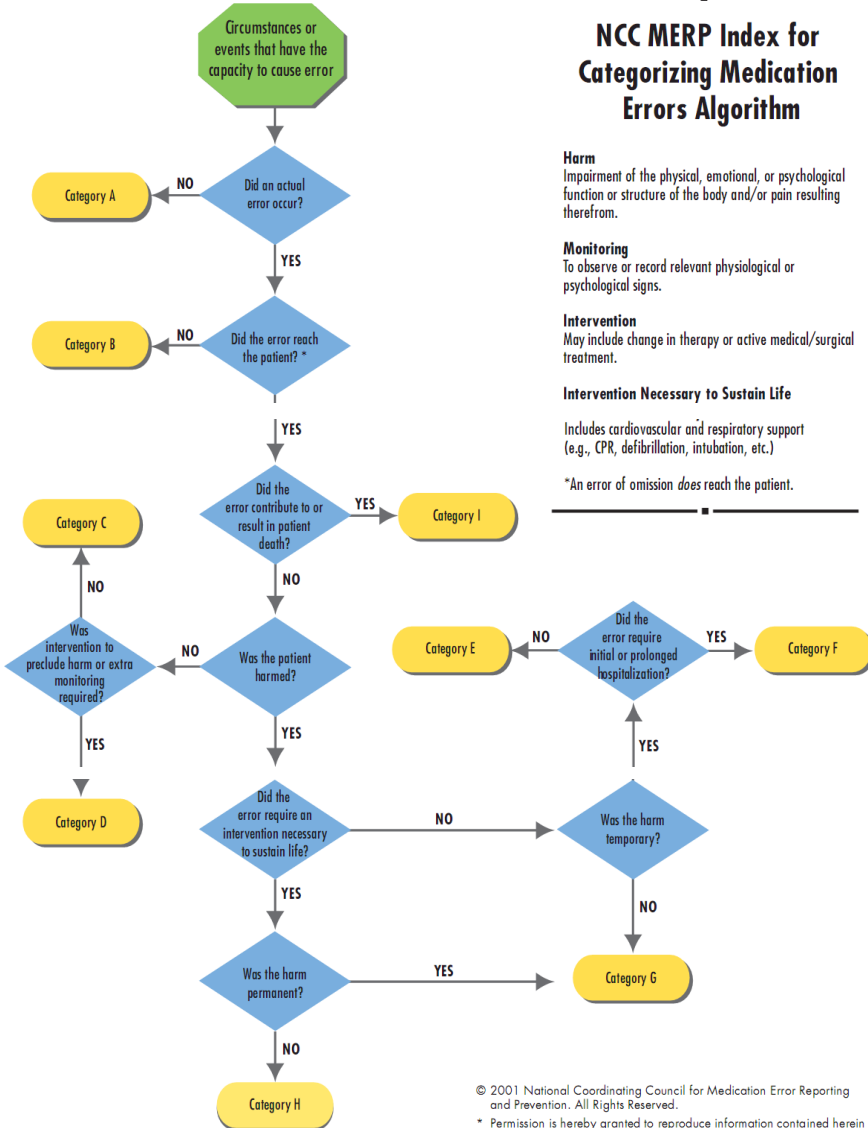 Circumstances or
events that have the
capacity to cause error
NCC MERP Index for
Categorizing Medication
Errors Algorithm
Harm
Impairment of the physical, emotional, or psychological
function or structure of the body and/or pain resulting
therefrom.
Monitoring
To observe or record relevant physiological or
psychological signs.
Intervention
May include change in therapy or active medical/surgical
treatment.
Intervention Necessary to Sustain Life
Includes cardiovascular and respiratory support
(e.g., CPR, defibrillation, intubation, etc.)
*An error of omission does reach the patient.
Did an actual
error occur?
NO
Category A
YES
Did the error reach
the patient? *
NO
Category B
YES
Did the
error contribute to or
result in patient
death?
YES
Category I
NO
Was the patient
harmed?
NO
Was
intervention to
preclude harm or extra
monitoring
required?
NO
Category C
YES
Category D
YES
Did the
error require an
intervention necessary
to sustain life?
NO
Was the harm
temporary?
YES
Did the
error require
initial or prolonged
hospitalization?
NO
Category E
YES
Category F
NO
Category G
YES
Was the harm
permanent?
YES
NO
Category H
© 2001 National Coordinating Council for Medication Error Reporting
and Prevention. All Rights Reserved.
* Permission is hereby granted to reproduce information contained herein